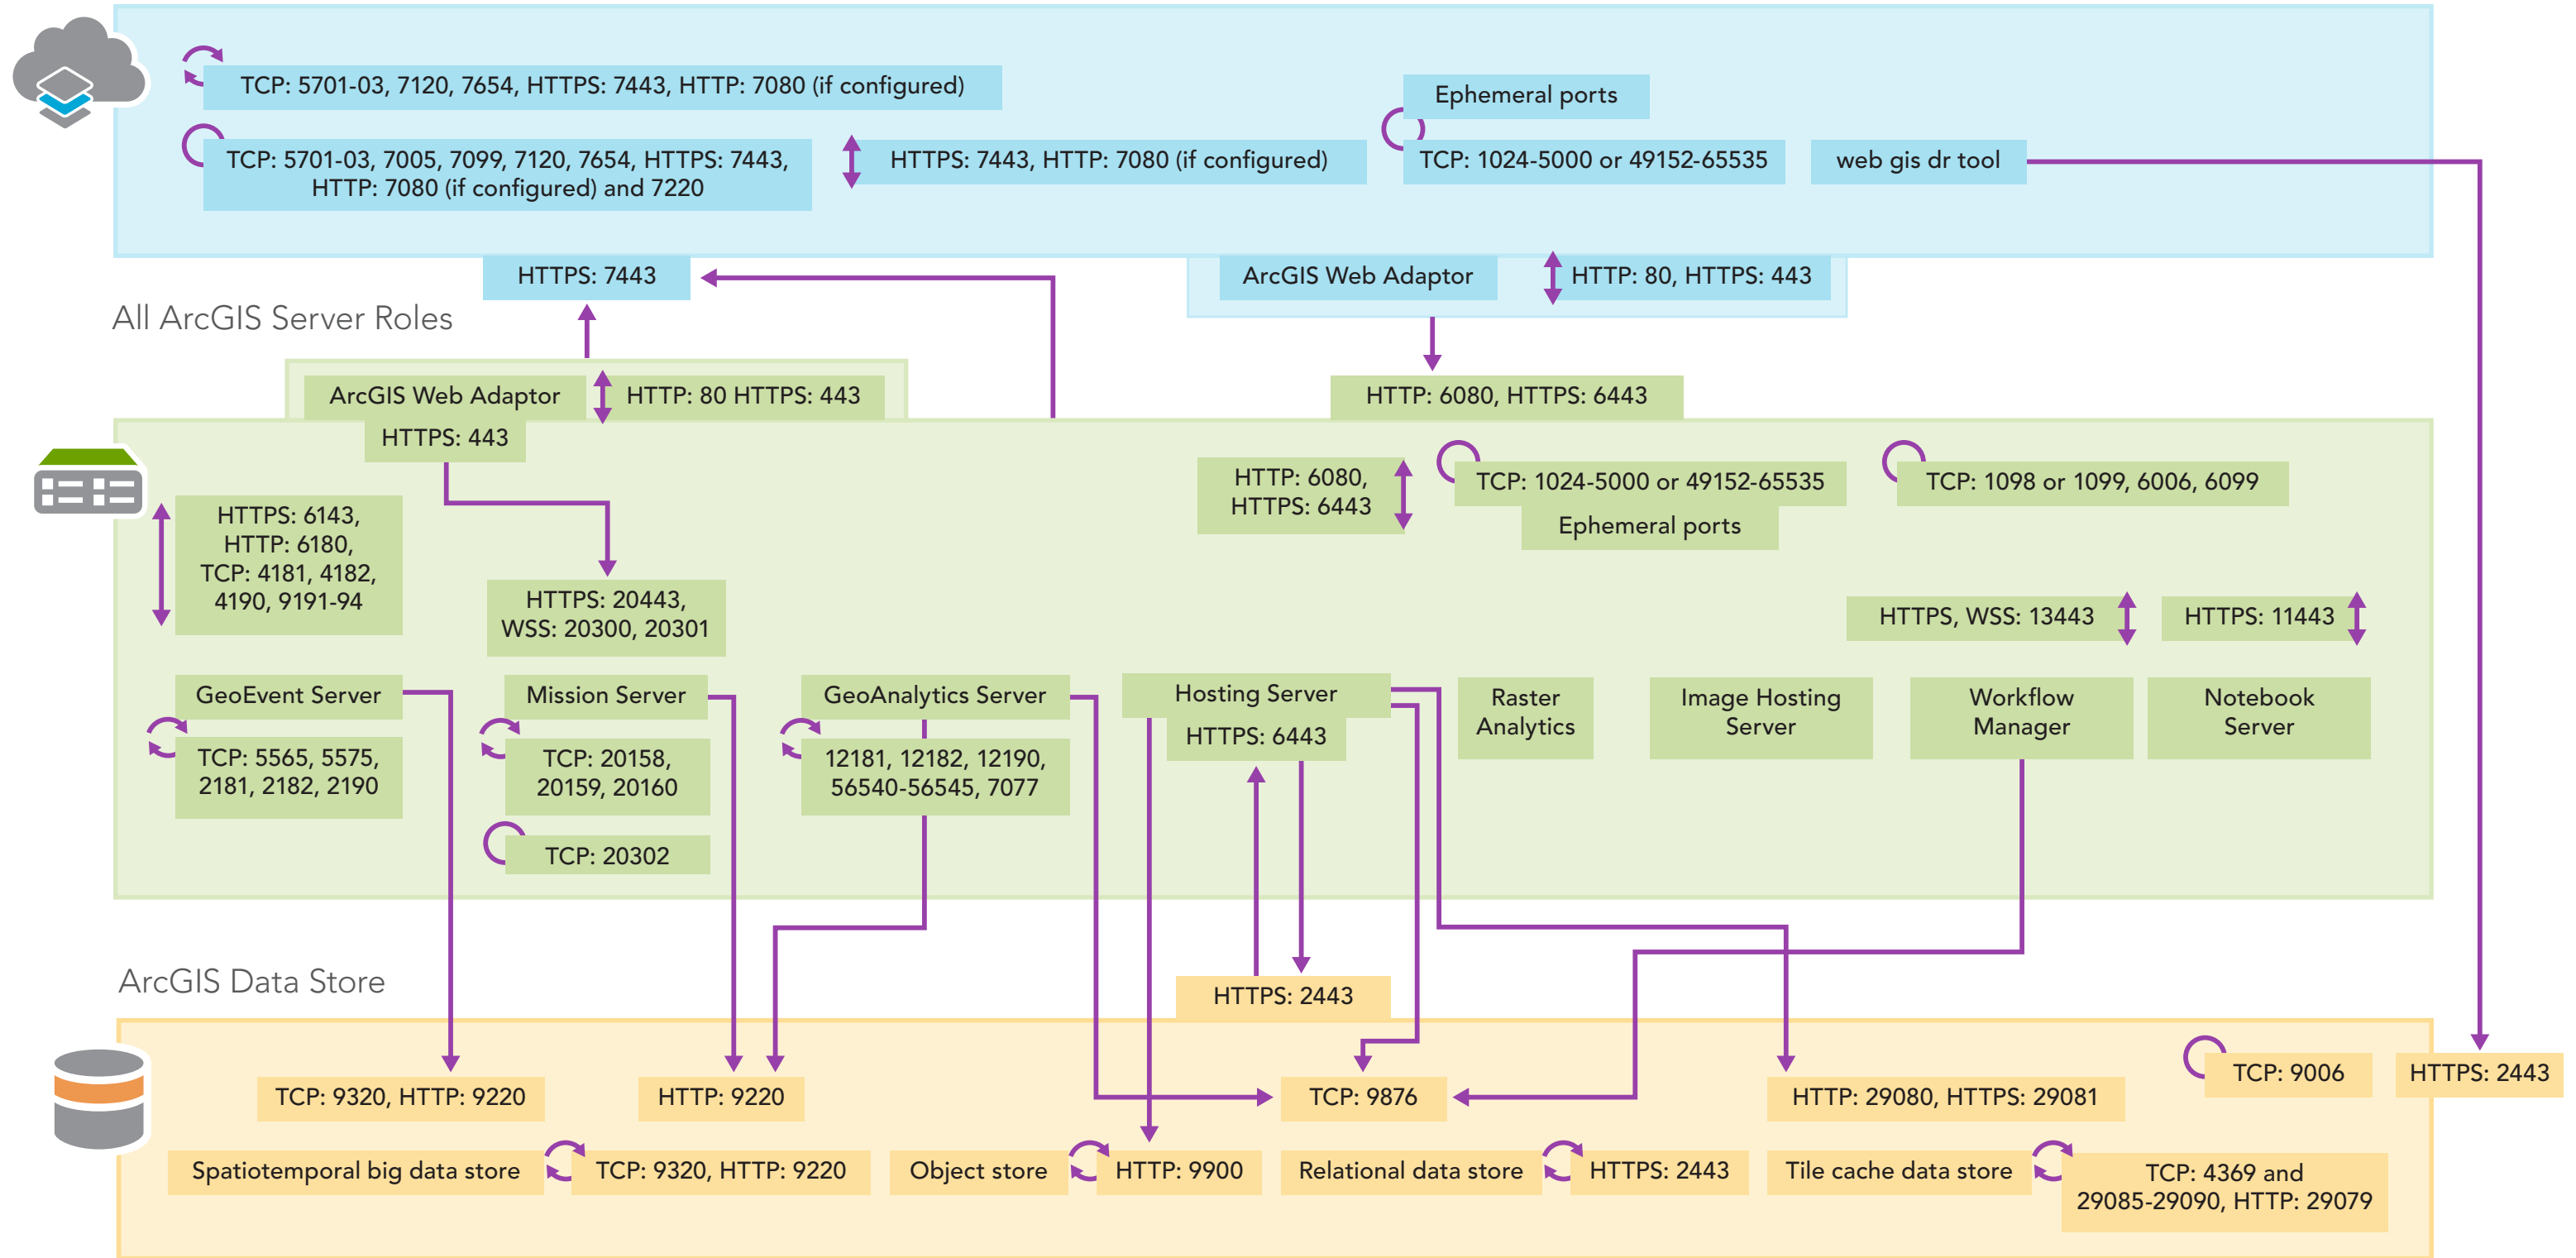 TCP: 5701-03, 7120, 7654, HTTPS: 7443, HTTP: 7080 (if configured)
Ephemeral ports
TCP: 5701-03, 7005, 7099, 7120, 7654, HTTPS: 7443,
HTTP: 7080 (if configured) and 7220
HTTPS: 7443, HTTP: 7080 (if configured)
TCP: 1024-5000 or 49152-65535
web gis dr tool
HTTPS: 7443
ArcGIS Web Adaptor
HTTP: 80, HTTPS: 443
All ArcGIS Server Roles
ArcGIS Web Adaptor
HTTP: 80 HTTPS: 443
HTTP: 6080, HTTPS: 6443
HTTPS: 443
HTTP: 6080,
HTTPS: 6443
TCP: 1024-5000 or 49152-65535
Ephemeral ports
TCP: 1098 or 1099, 6006, 6099
HTTPS: 6143,
HTTP: 6180,
TCP: 4181, 4182,
4190, 9191-94
HTTPS: 20443,
WSS: 20300, 20301
HTTPS, WSS: 13443
HTTPS: 11443
GeoEvent Server
Mission Server
GeoAnalytics Server
Hosting Server
HTTPS: 6443
Raster
Analytics
Image Hosting
Server
Workflow
Manager
Notebook
Server
TCP: 5565, 5575,
2181, 2182, 2190
TCP: 20158,
20159, 20160
12181, 12182, 12190,
56540-56545, 7077
TCP: 20302
ArcGIS Data Store
HTTPS: 2443
TCP: 9320, HTTP: 9220
HTTP: 9220
TCP: 9876
HTTP: 29080, HTTPS: 29081
TCP: 9006
HTTPS: 2443
Spatiotemporal big data store
TCP: 9320, HTTP: 9220
Object store
HTTP: 9900
Relational data store
HTTPS: 2443
Tile cache data store
TCP: 4369 and
29085-29090, HTTP: 29079